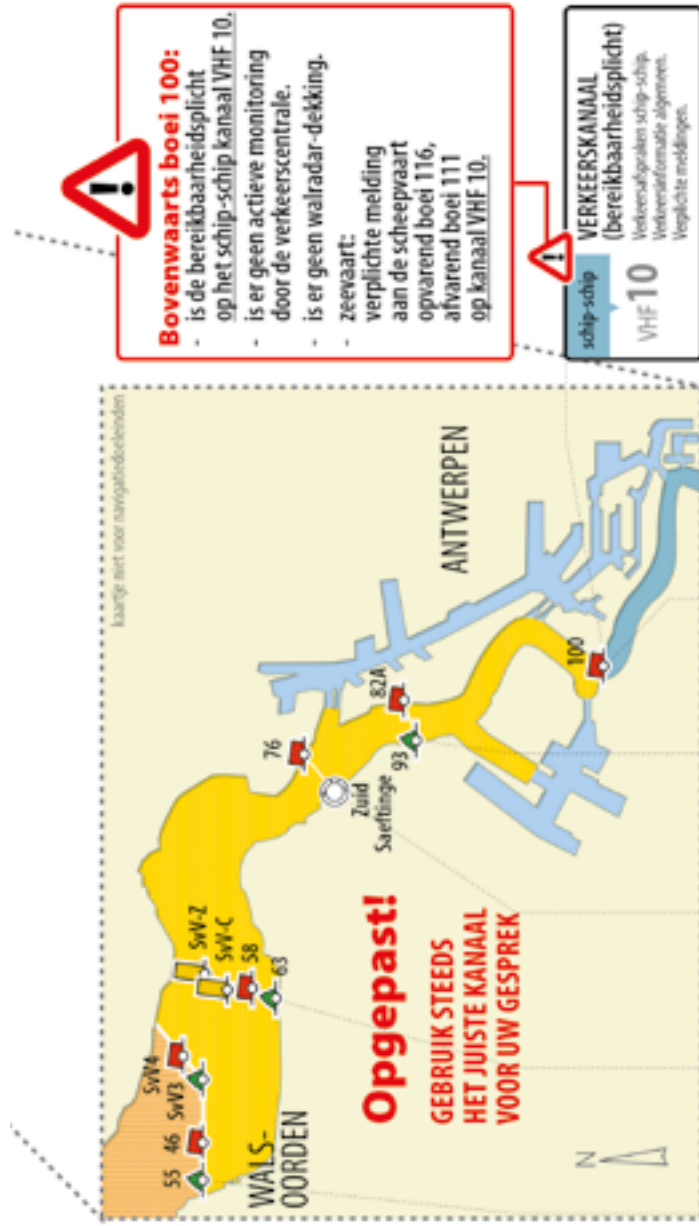 kaartje niet voor navigatiedoeleinden
55
46
SvV3
SvV4
SvV-Z
SvV-C
58
63
WALS-
OORDEN
76
Zuid
Saeftinge
82A
93
ANTWERPEN
100
Opgepast!
GEBRUIK STEEDS
HET JUISTE KANAAL
VOOR UW GESPREK
N
Bovenwaarts boei 100:
- is de bereikbaarheidsplicht
op het schip-schip kanaal VHF 10.
- is er geen actieve monitoring
door de verkeerscentrale.
- is er geen walradar-dekking.
- zeevaart:
verplichte melding
aan de scheepvaart
opvarend boei 116,
afvarend boei 111
op kanaal VHF 10.
schip-schip
VHF 10
VERKEERSKANAAL
(bereikbaarheidsplicht)
Verkeersafspraken schip-schip.
Verkeersinformatie algemeen.
Verplichte meldingen.